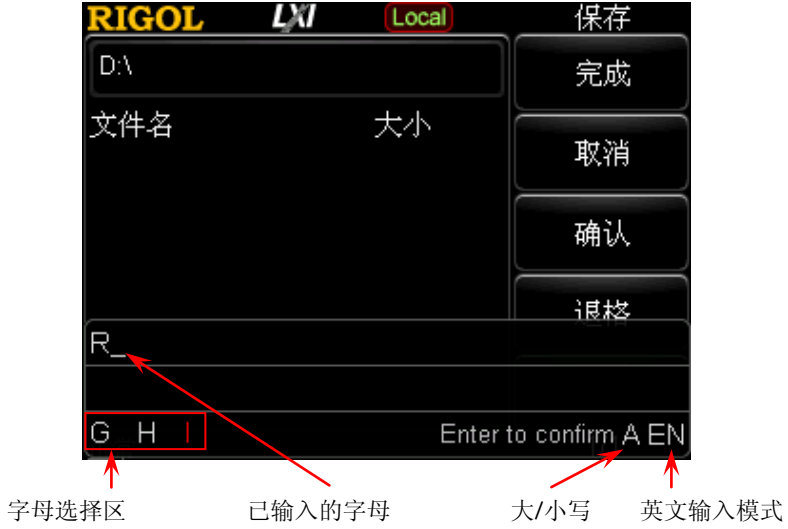 RIGOL LXI Local 保存
D:\ 完成
文件名 大小
取消
确认
退格
R_
G H I Enter to confirm A EN
字母选择区 已输入的字母 大/小写 英文输入模式